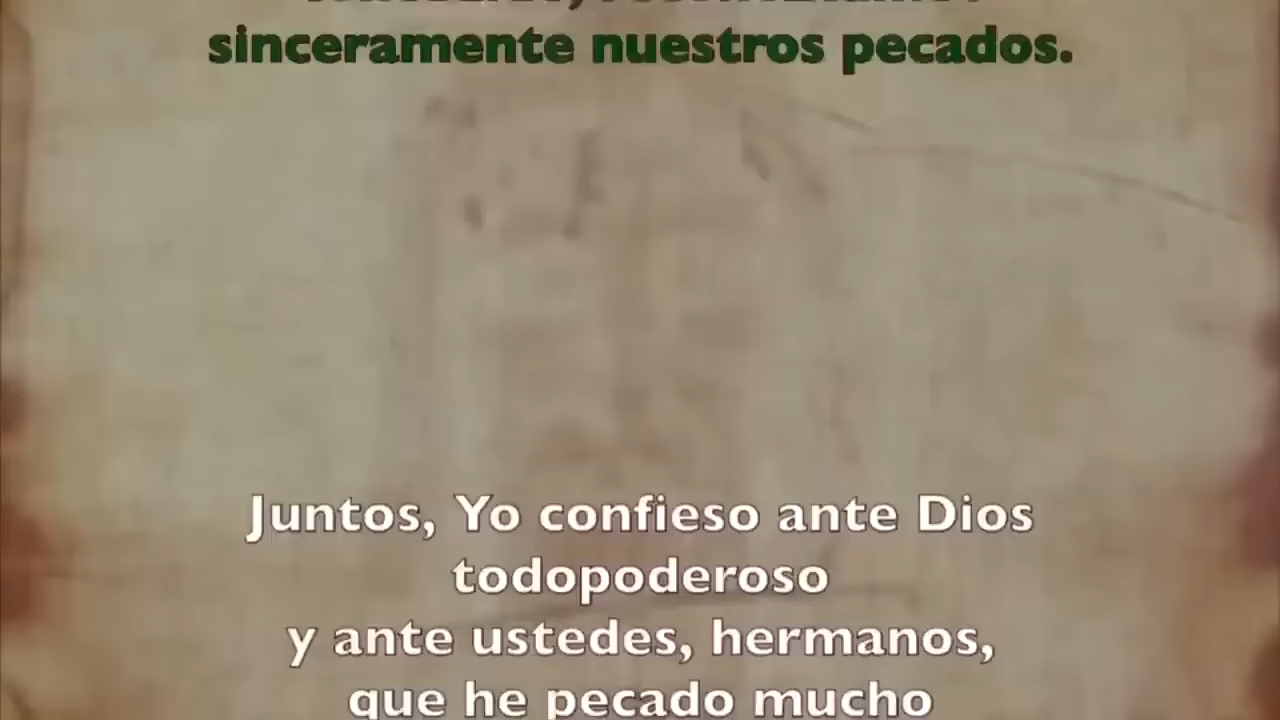 sinceramente nuestros pecados.
Juntos, Yo confieso ante Dios
todopoderoso
y ante ustedes, hermanos,
que he pecado mucho